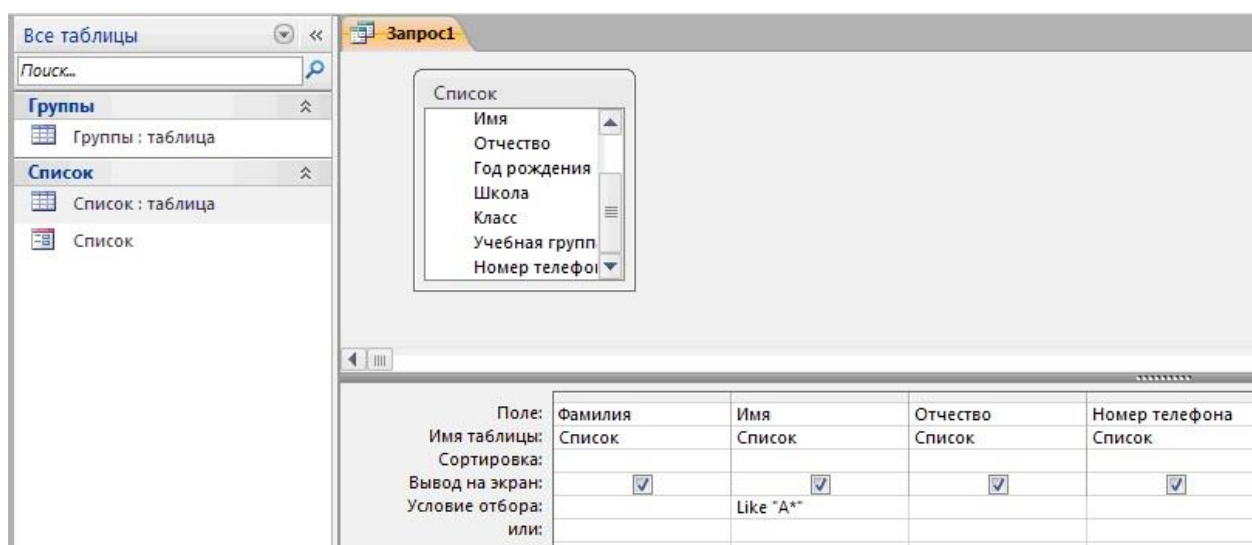 Все таблицы
Поиск...
Группы
Группы : таблица
Список
Список : таблица
Список
Запрос1
Список
Имя
Отчество
Год рождения
Школа
Класс
Учебная групп
Номер телефо
Поле: Фамилия Имя Отчество Номер телефона
Имя таблицы: Список Список Список Список
Сортировка:
Вывод на экран:
Условие отбора: Like "А*"
или: